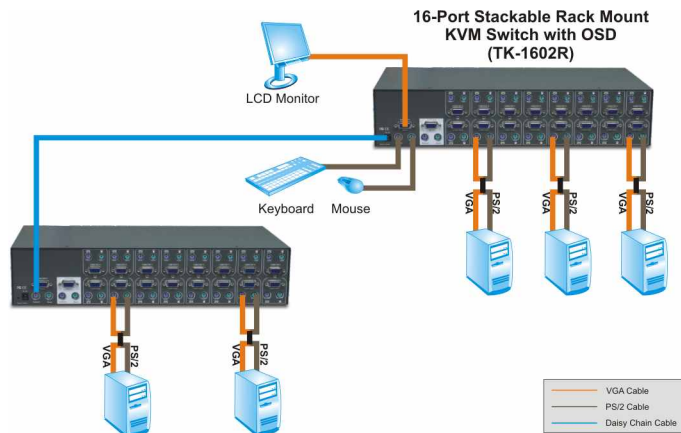 16-Port Stackable Rack Mount
KVM Switch with OSD
(TK-1602R)
LCD Monitor
Keyboard
Mouse
VGA
PS/2
VGA
PS/2
VGA
PS/2
VGA
PS/2
VGA
PS/2
VGA Cable
PS/2 Cable
Daisy Chain Cable